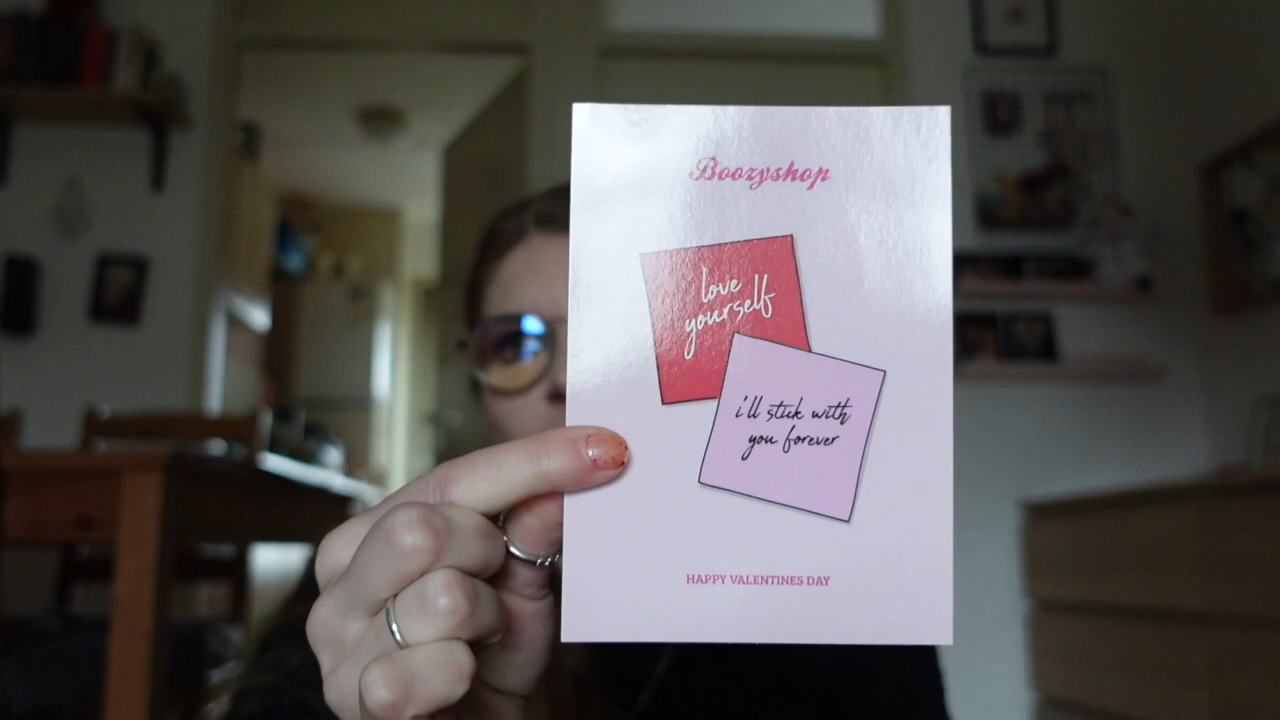 Boozyshop
love
yourself
i'll stick with
you forever
HAPPY VALENTINES DAY